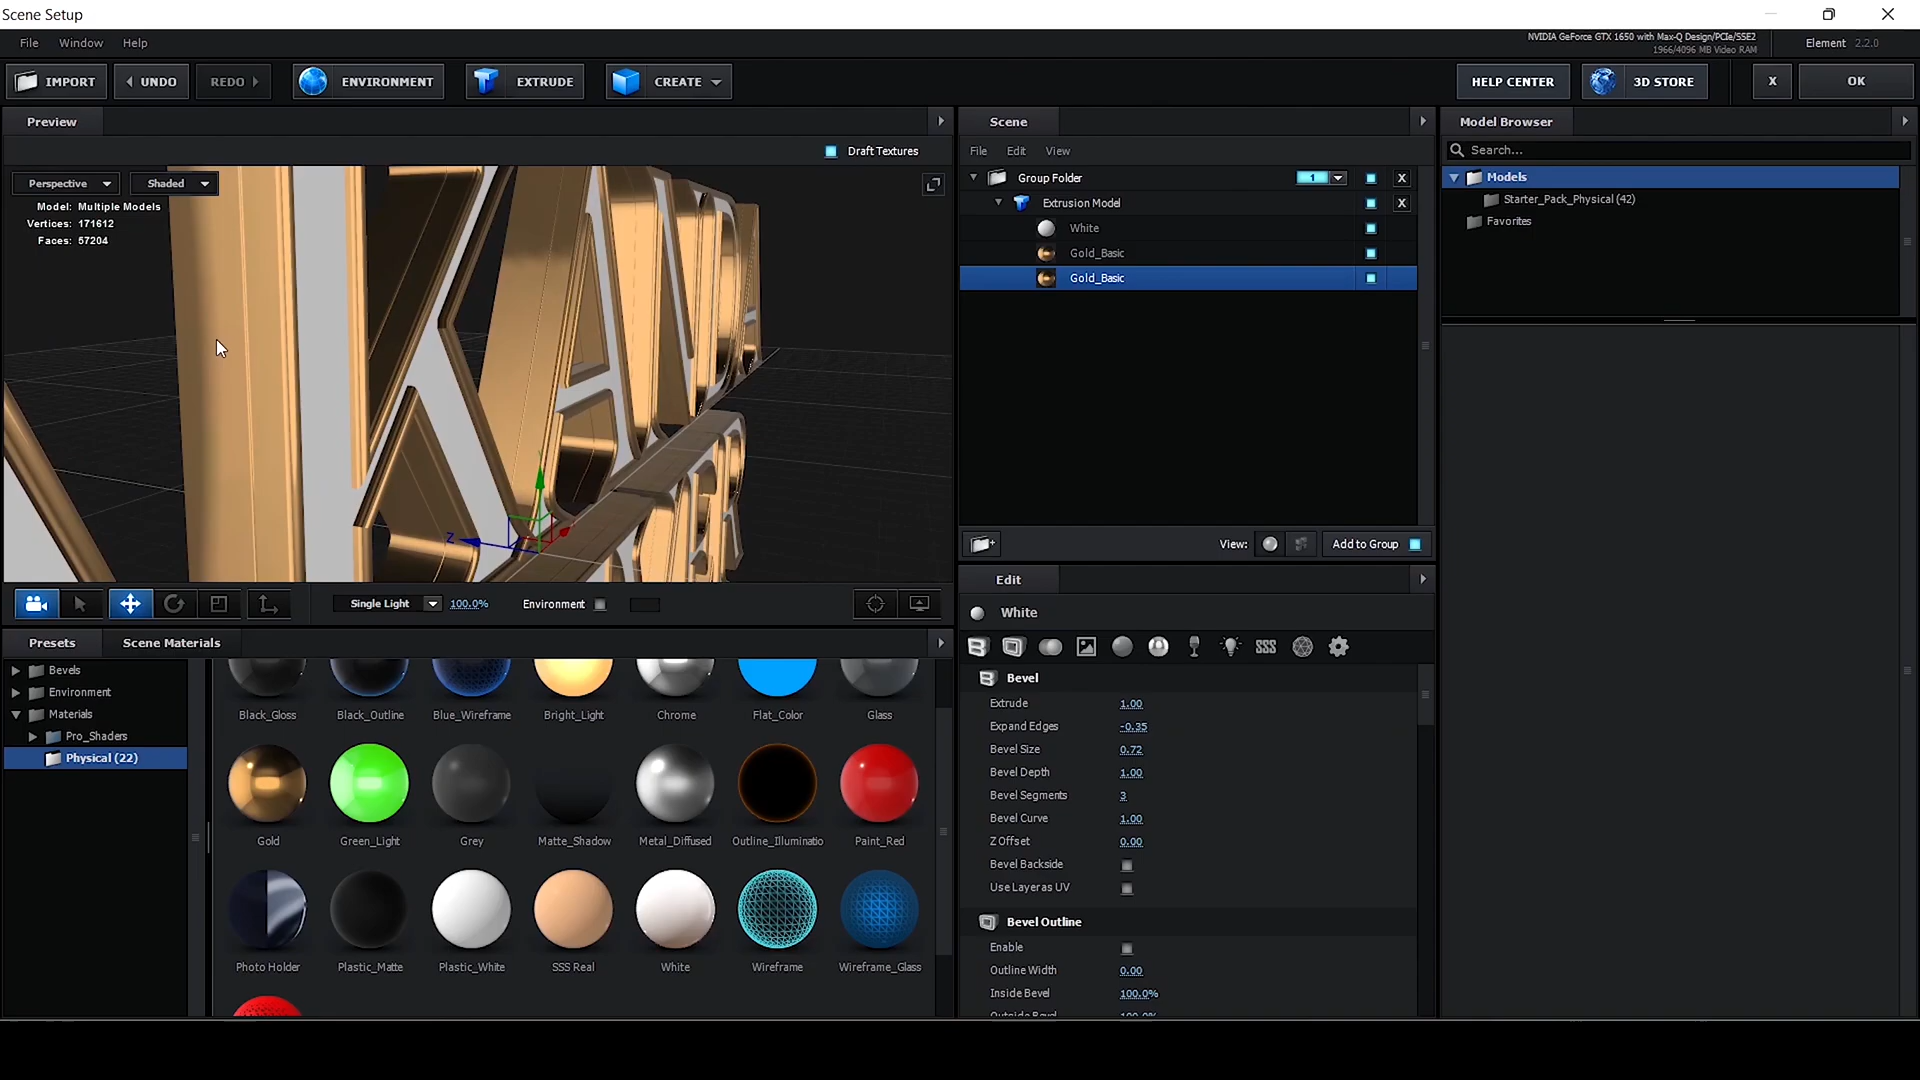 Scene Setup
File Window Help
NVIDIA GeForce GTX 1650 with Max-Q Design/PCIe/SSE2
1966/4096 MB Video RAM
Element 2.2.0
IMPORT UNDO REDO ENVIRONMENT EXTRUDE CREATE HELP CENTER 3D STORE X OK
Preview
Draft Textures
Perspective Shaded
Model: Multiple Models
Vertices: 171612
Faces: 57204
Z
Single Light 100.0% Environment
Presets Scene Materials
Bevels
Environment
Materials
Pro_Shaders
Physical (22)
Black_Gloss Black_Outline Blue_Wireframe Bright_Light Chrome Flat_Color Glass
Gold Green_Light Grey Matte_Shadow Metal_Diffused Outline_Illuminatio Paint_Red
Photo Holder Plastic_Matte Plastic_White SSS Real White Wireframe Wireframe_Glass
Scene
File Edit View
Group Folder 1 X
Extrusion Model X
White
Gold_Basic
Gold_Basic
View: Add to Group
Edit
White
Bevel
Extrude 1.00
Expand Edges -0.35
Bevel Size 0.72
Bevel Depth 1.00
Bevel Segments 3
Bevel Curve 1.00
Z Offset 0.00
Bevel Backside
Use Layer as UV
Bevel Outline
Enable
Outline Width 0.00
Inside Bevel 100.0%
Outside Bevel 100.0%
Model Browser
Search...
Models
Starter_Pack_Physical (42)
Favorites